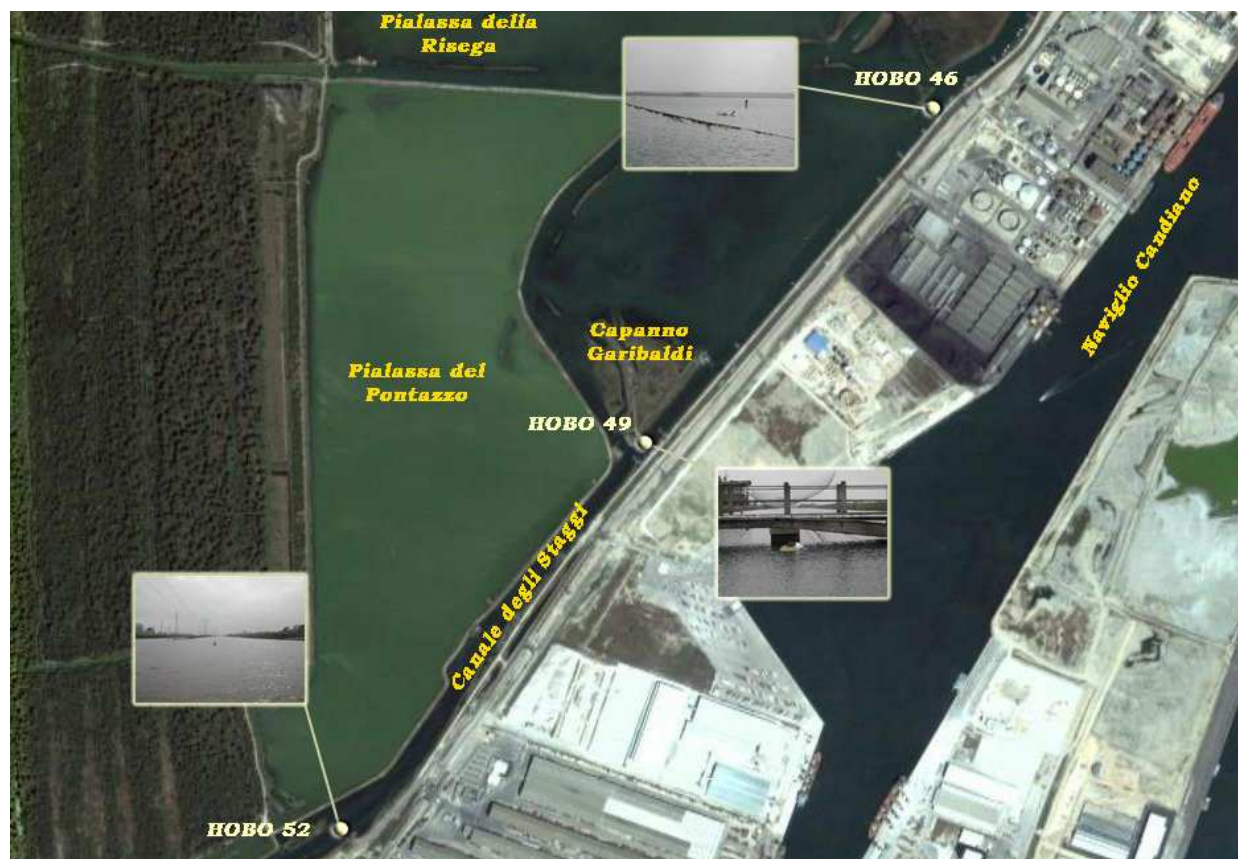 Pialassa della
Risega
HOBO 46
Naviglio Candiano
Capanno
Garibaldi
Pialassa del
Pontazzo
HOBO 49
Canale degli Staggi
HOBO 52